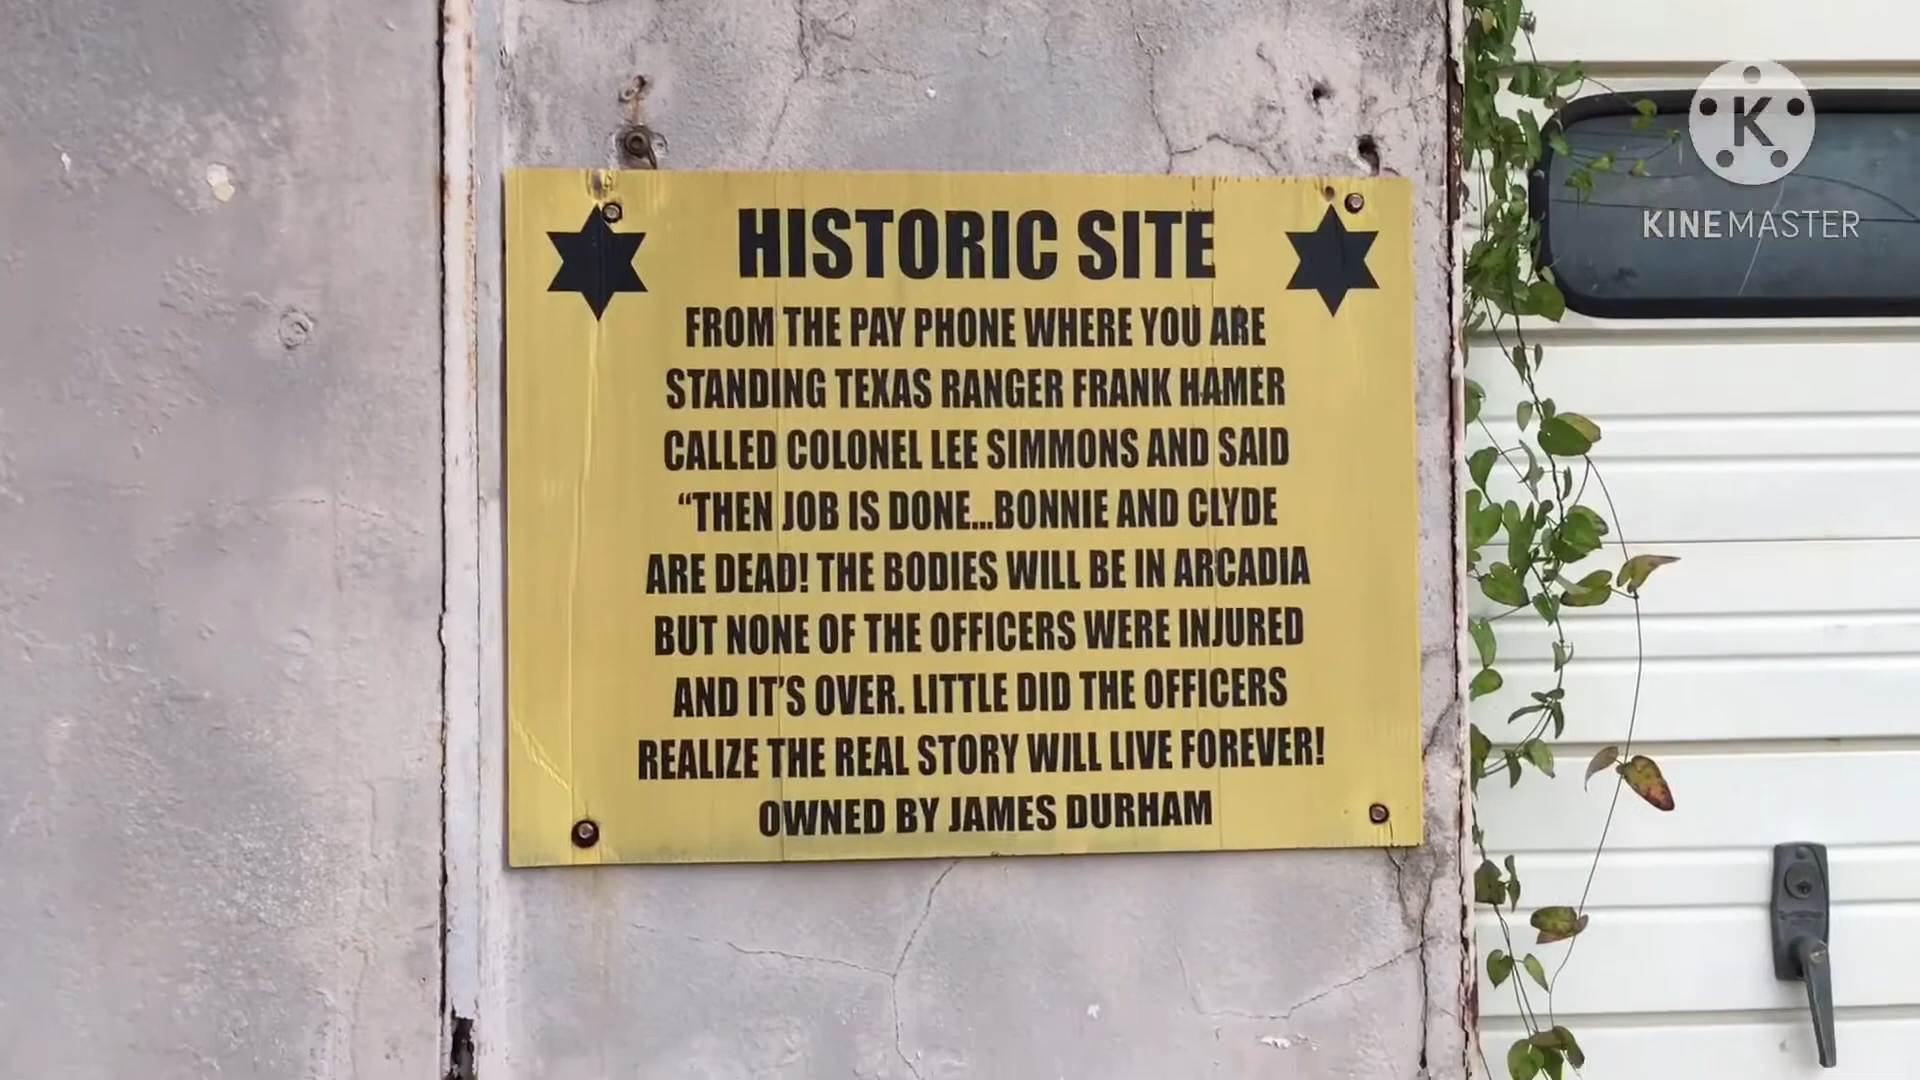 HISTORIC SITE
FROM THE PAY PHONE WHERE YOU ARE
STANDING TEXAS RANGER FRANK HAMER
CALLED COLONEL LEE SIMMONS AND SAID
“THEN JOB IS DONE...BONNIE AND CLYDE
ARE DEAD! THE BODIES WILL BE IN ARCADIA
BUT NONE OF THE OFFICERS WERE INJURED
AND IT'S OVER. LITTLE DID THE OFFICERS
REALIZE THE REAL STORY WILL LIVE FOREVER!
OWNED BY JAMES DURHAM
K
KINEMASTER